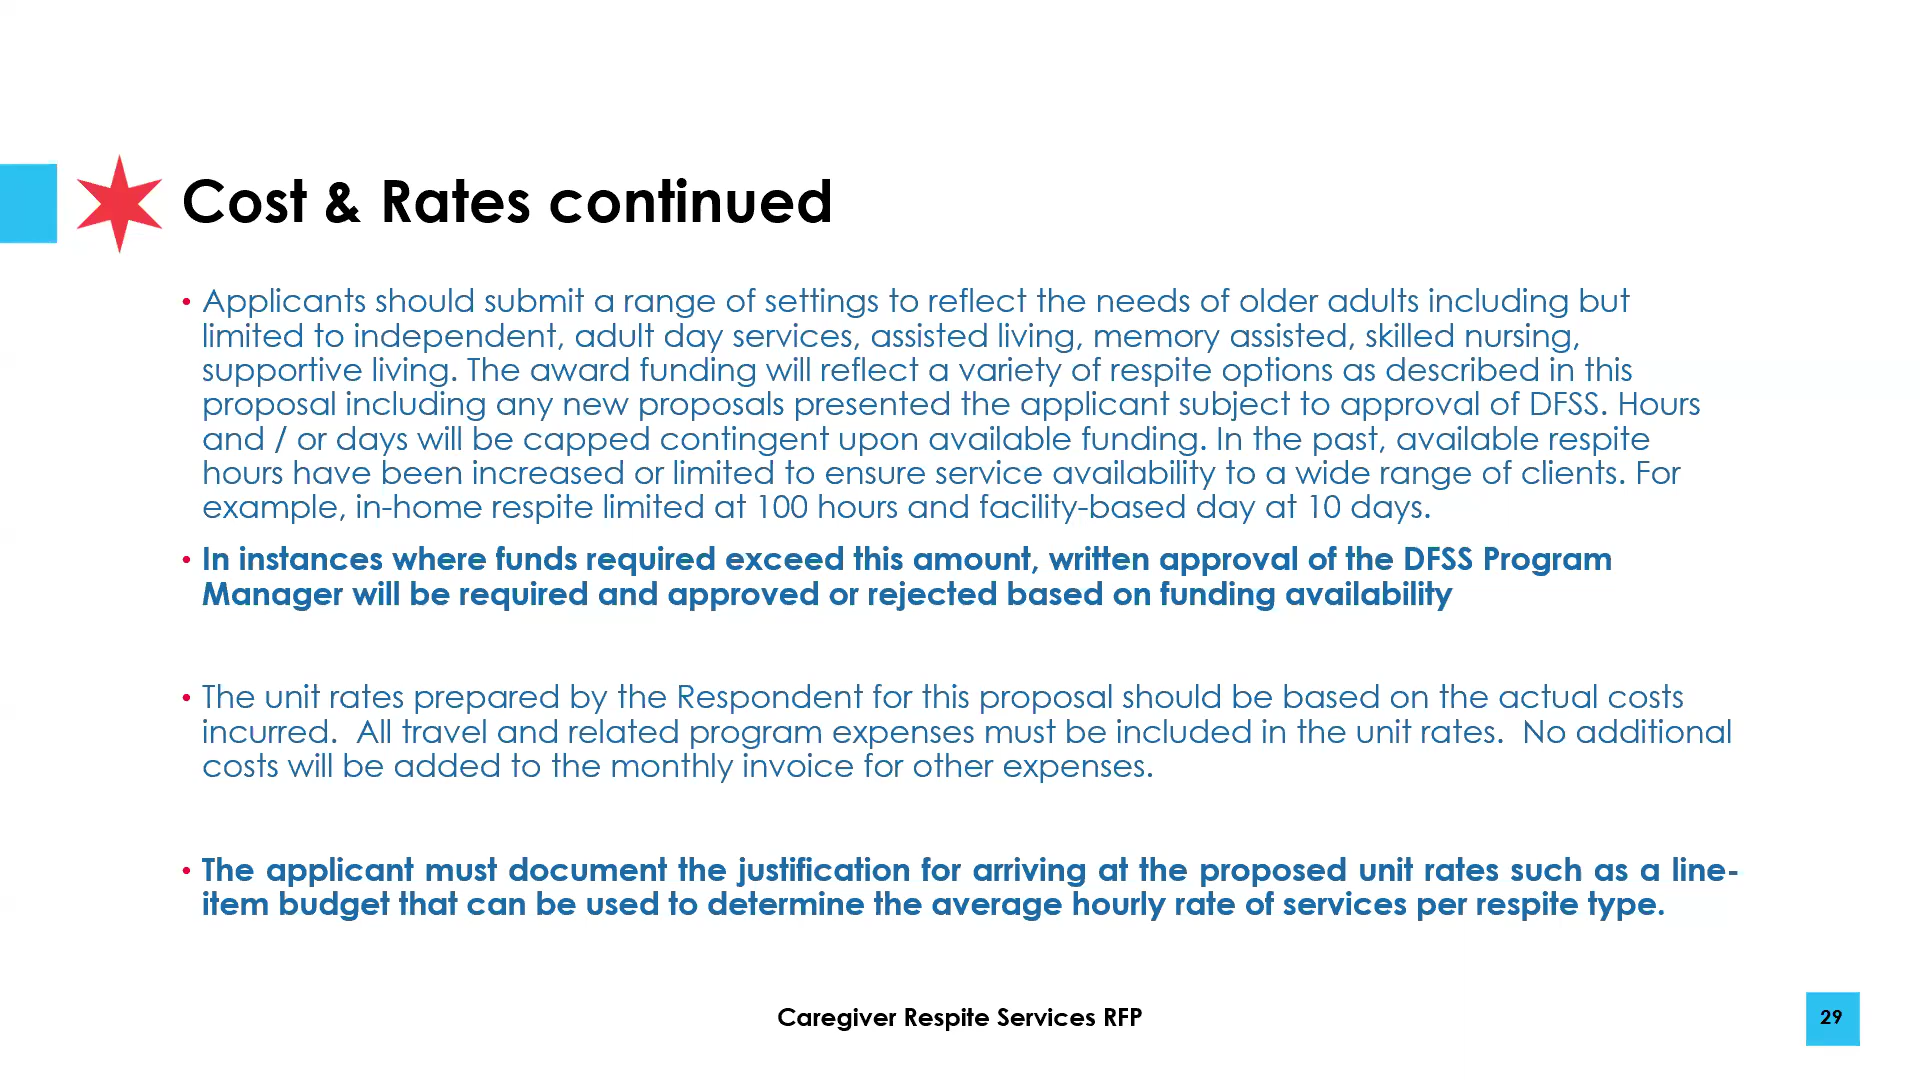 Cost & Rates continued
• Applicants should submit a range of settings to reflect the needs of older adults including but
limited to independent, adult day services, assisted living, memory assisted, skilled nursing,
supportive living. The award funding will reflect a variety of respite options as described in this
proposal including any new proposals presented the applicant subject to approval of DFSS. Hours
and / or days will be capped contingent upon available funding. In the past, available respite
hours have been increased or limited to ensure service availability to a wide range of clients. For
example, in-home respite limited at 100 hours and facility-based day at 10 days.
• In instances where funds required exceed this amount, written approval of the DFSS Program
Manager will be required and approved or rejected based on funding availability
• The unit rates prepared by the Respondent for this proposal should be based on the actual costs
incurred.  All travel and related program expenses must be included in the unit rates.  No additional
costs will be added to the monthly invoice for other expenses.
• The applicant must document the justification for arriving at the proposed unit rates such as a line-
item budget that can be used to determine the average hourly rate of services per respite type.
Caregiver Respite Services RFP
29